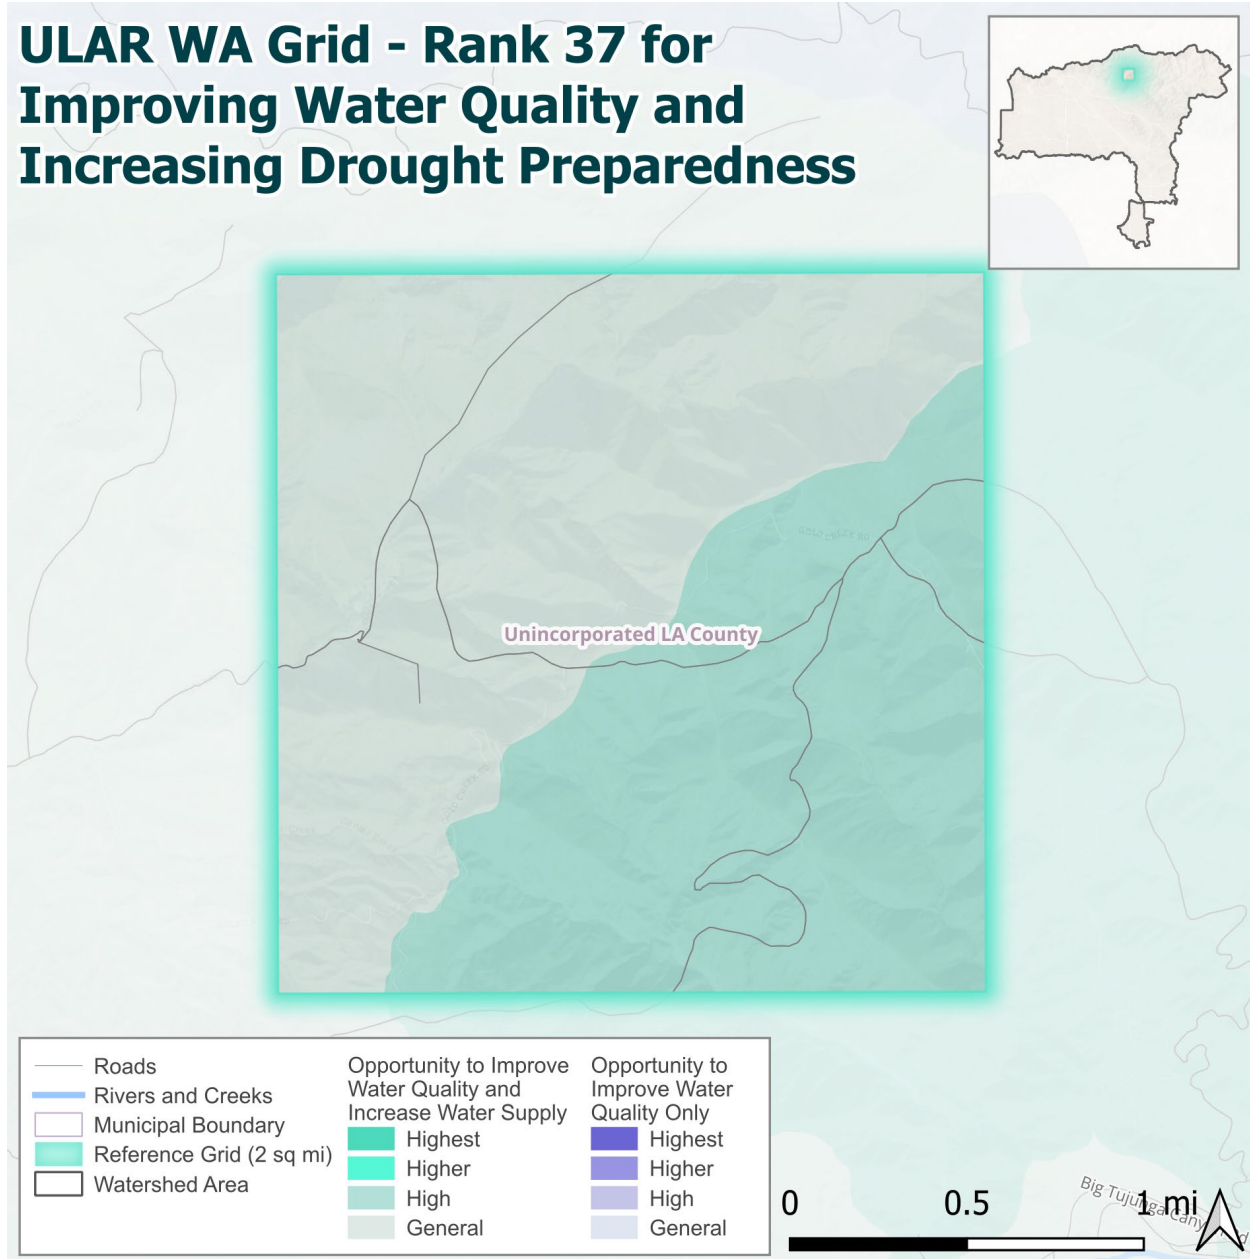 ULAR WA Grid - Rank 37 for
Improving Water Quality and
Increasing Drought Preparedness
Unincorporated LA County
Roads
Rivers and Creeks
Municipal Boundary
Reference Grid (2 sq mi)
Watershed Area
Opportunity to Improve
Water Quality and
Increase Water Supply
Highest
Higher
High
General
Opportunity to
Improve Water
Quality Only
Highest
Higher
High
General
Big Tujunga
0 0.5 1 mi